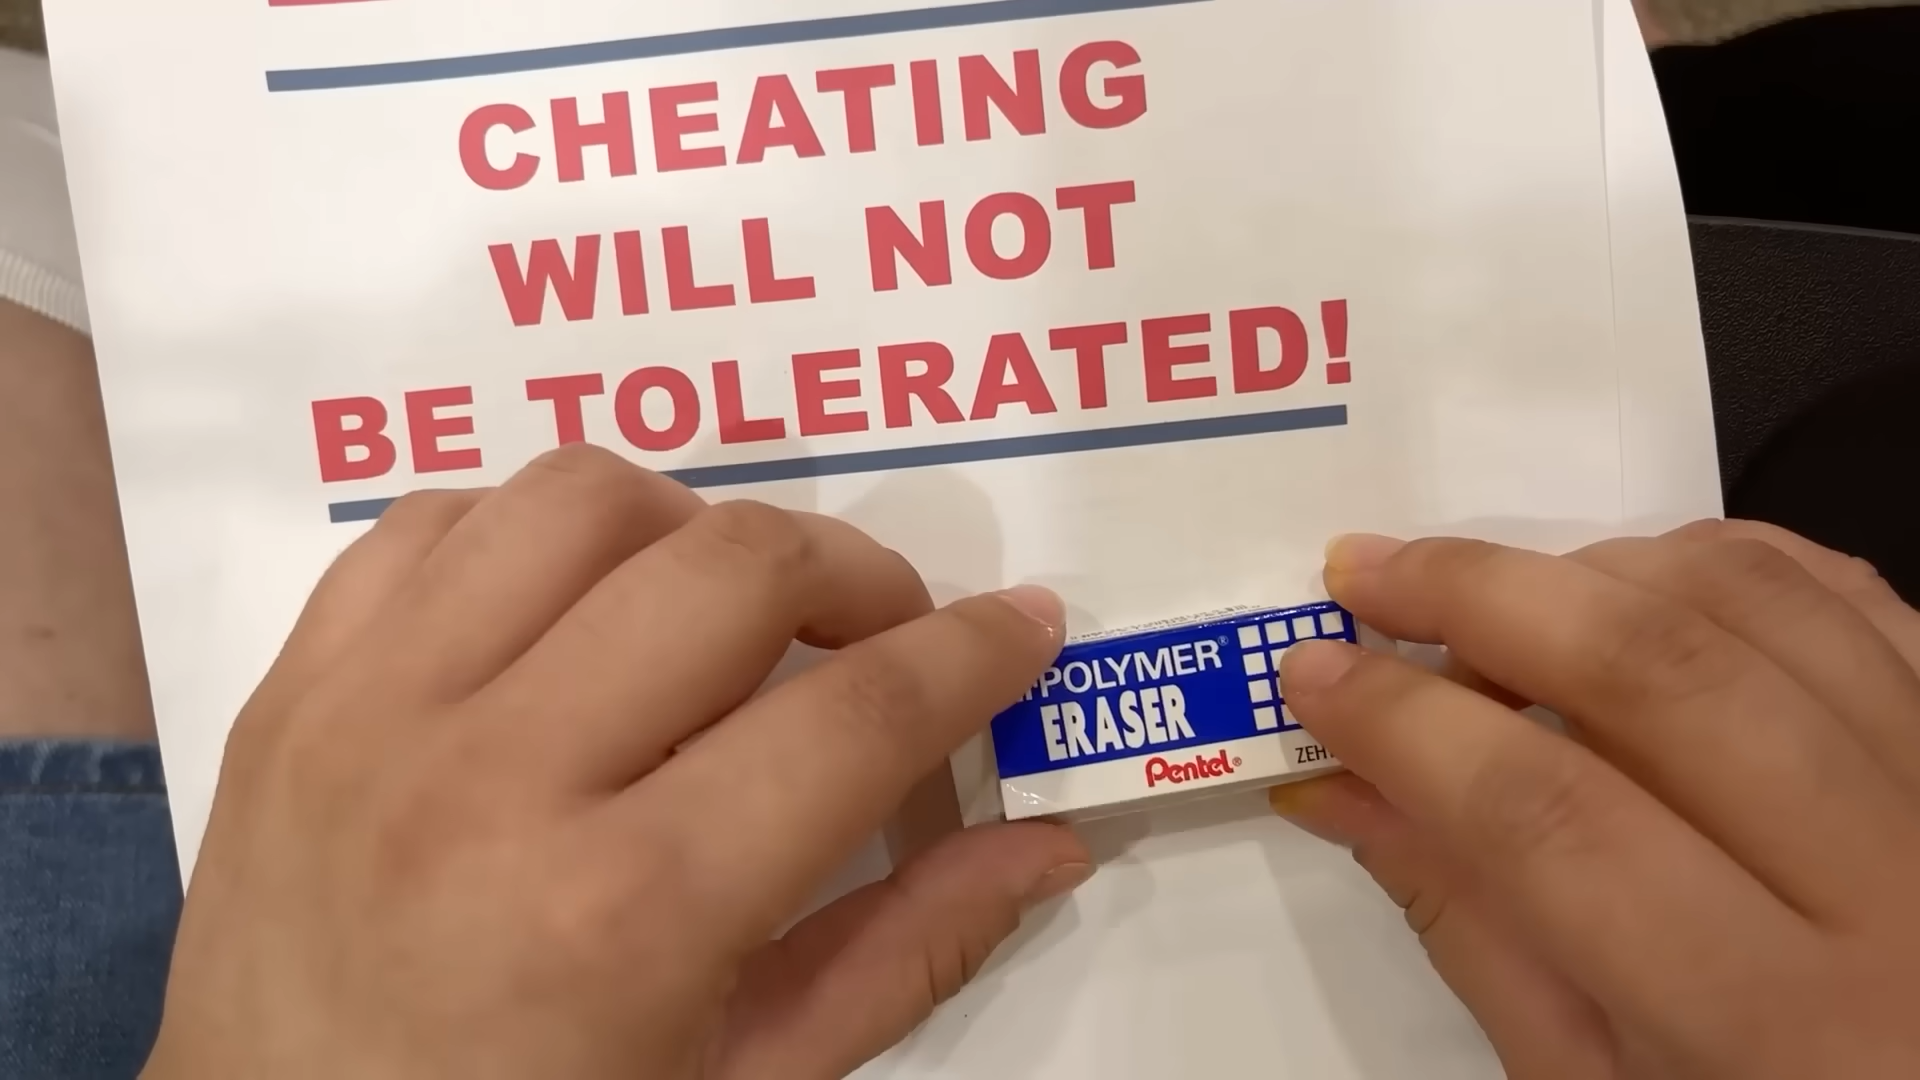 CHEATING
WILL NOT
BE TOLERATED!
POLYMER®
ERASER
Pentel®